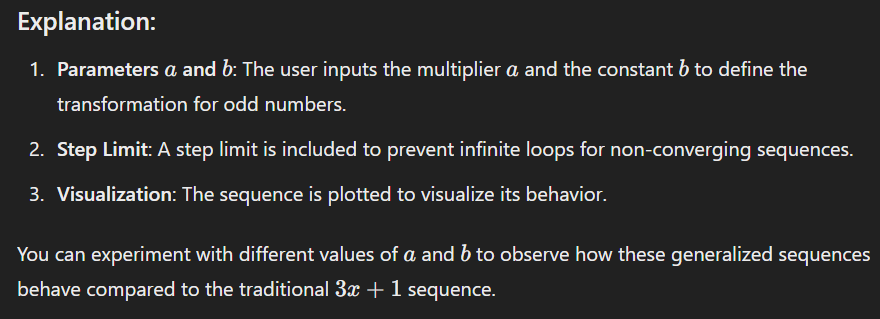 Explanation:
1. Parameters a and b: The user inputs the multiplier a and the constant b to define the
transformation for odd numbers.
2. Step Limit: A step limit is included to prevent infinite loops for non-converging sequences.
3. Visualization: The sequence is plotted to visualize its behavior.
You can experiment with different values of a and b to observe how these generalized sequences
behave compared to the traditional 3x + 1 sequence.